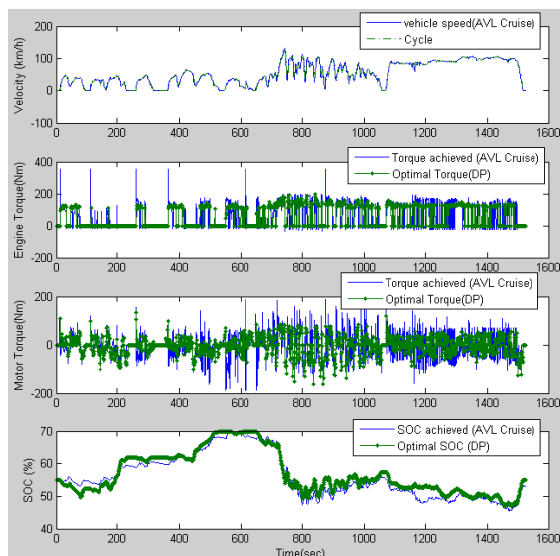 vehicle speed(AVL Cruise)
Cycle
Velocity (km/h)
200
100
0
-100
0 200 400 600 800 1000 1200 1400 1600
Torque achieved (AVL Cruise)
Optimal Torque(DP)
Engine Torque(Nm)
400
200
0
-200
0 200 400 600 800 1000 1200 1400 1600
Torque achieved (AVL Cruise)
Optimal Torque(DP)
Motor Torque(Nm)
200
0
-200
0 200 400 600 800 1000 1200 1400 1600
SOC achieved (AVL Cruise)
Optimal SOC (DP)
SOC (%)
70
60
50
40
0 200 400 600 800 1000 1200 1400 1600
Time(sec)